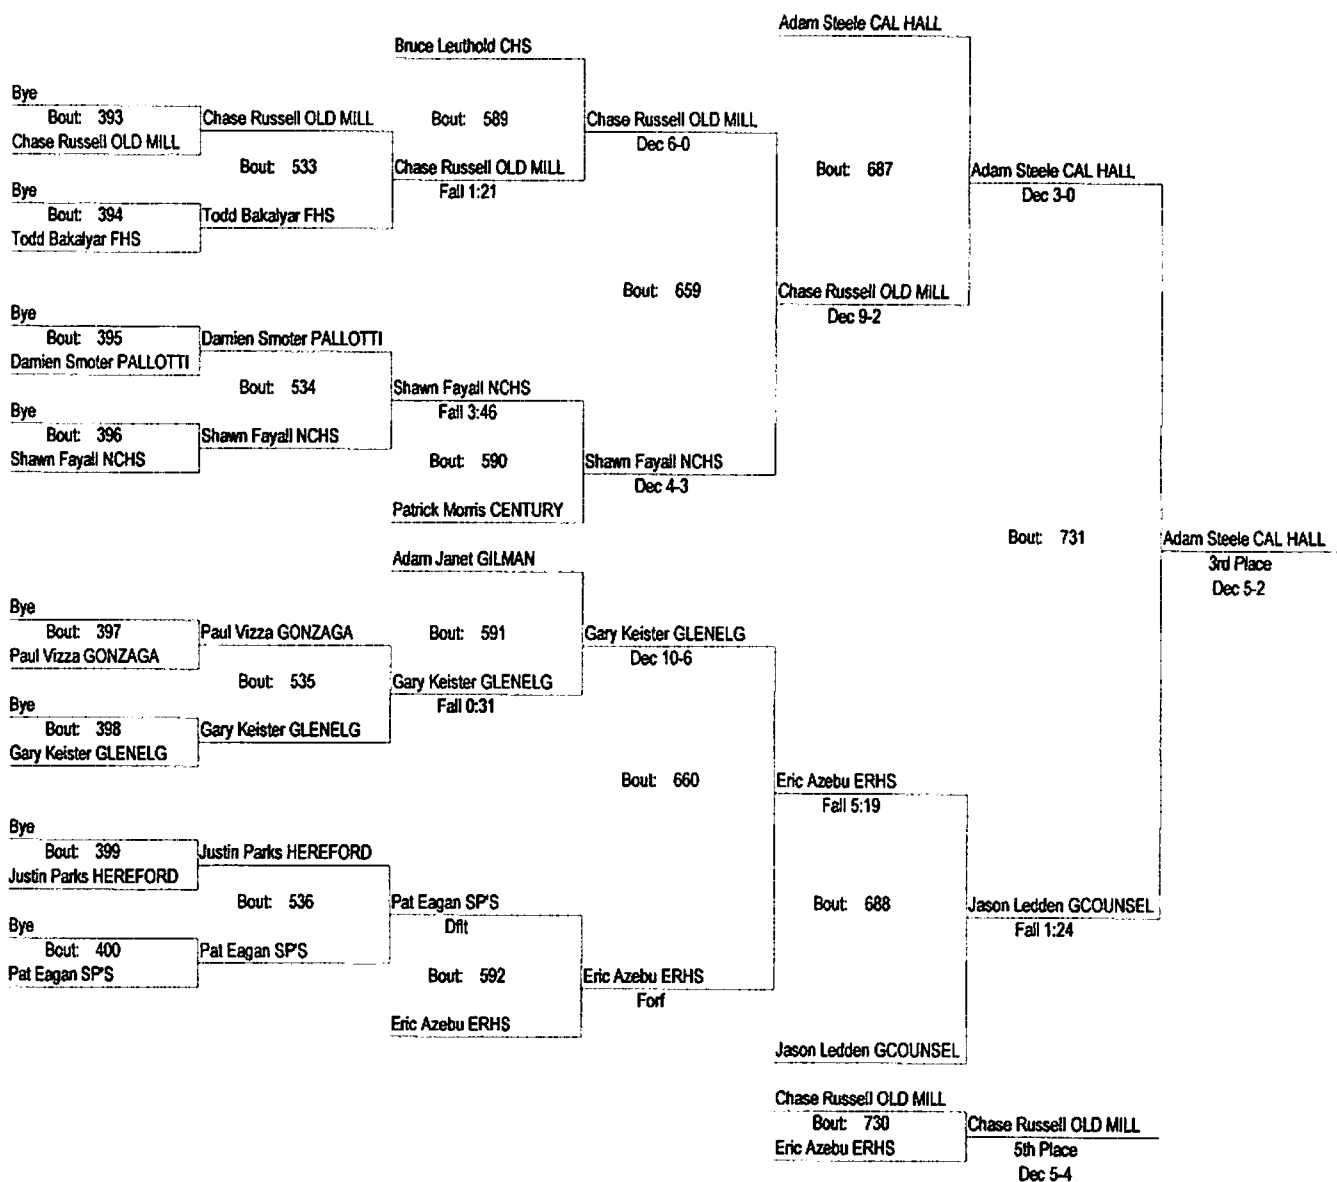 Adam Steele CAL HALL
Bruce Leuthold CHS
Bye
Bout: 393
Chase Russell OLD MILL
Chase Russell OLD MILL
Bout: 589
Chase Russell OLD MILL
Dec 6-0
Bout: 533
Chase Russell OLD MILL
Fall 1:21
Bout: 687
Adam Steele CAL HALL
Dec 3-0
Bye
Bout: 394
Todd Bakalyar FHS
Todd Bakalyar FHS
Bout: 659
Chase Russell OLD MILL
Dec 9-2
Bye
Bout: 395
Damien Smoter PALLOTTI
Damien Smoter PALLOTTI
Bout: 534
Shawn Fayall NCHS
Fall 3:46
Bye
Bout: 396
Shawn Fayall NCHS
Shawn Fayall NCHS
Bout: 590
Shawn Fayall NCHS
Dec 4-3
Patrick Morris CENTURY
Bout: 731
Adam Steele CAL HALL
3rd Place
Dec 5-2
Adam Janet GILMAN
Bye
Bout: 397
Paul Vizza GONZAGA
Paul Vizza GONZAGA
Bout: 591
Gary Keister GLENELG
Dec 10-6
Bout: 535
Gary Keister GLENELG
Fall 0:31
Bye
Bout: 398
Gary Keister GLENELG
Gary Keister GLENELG
Bout: 660
Eric Azebu ERHS
Fall 5:19
Bye
Bout: 399
Justin Parks HEREFORD
Justin Parks HEREFORD
Bout: 536
Pat Eagan SP'S
Dflt
Bout: 688
Jason Ledden GCOUNSEL
Fall 1:24
Bye
Bout: 400
Pat Eagan SP'S
Pat Eagan SP'S
Bout: 592
Eric Azebu ERHS
Forf
Eric Azebu ERHS
Jason Ledden GCOUNSEL
Chase Russell OLD MILL
Bout: 730
Eric Azebu ERHS
Chase Russell OLD MILL
5th Place
Dec 5-4